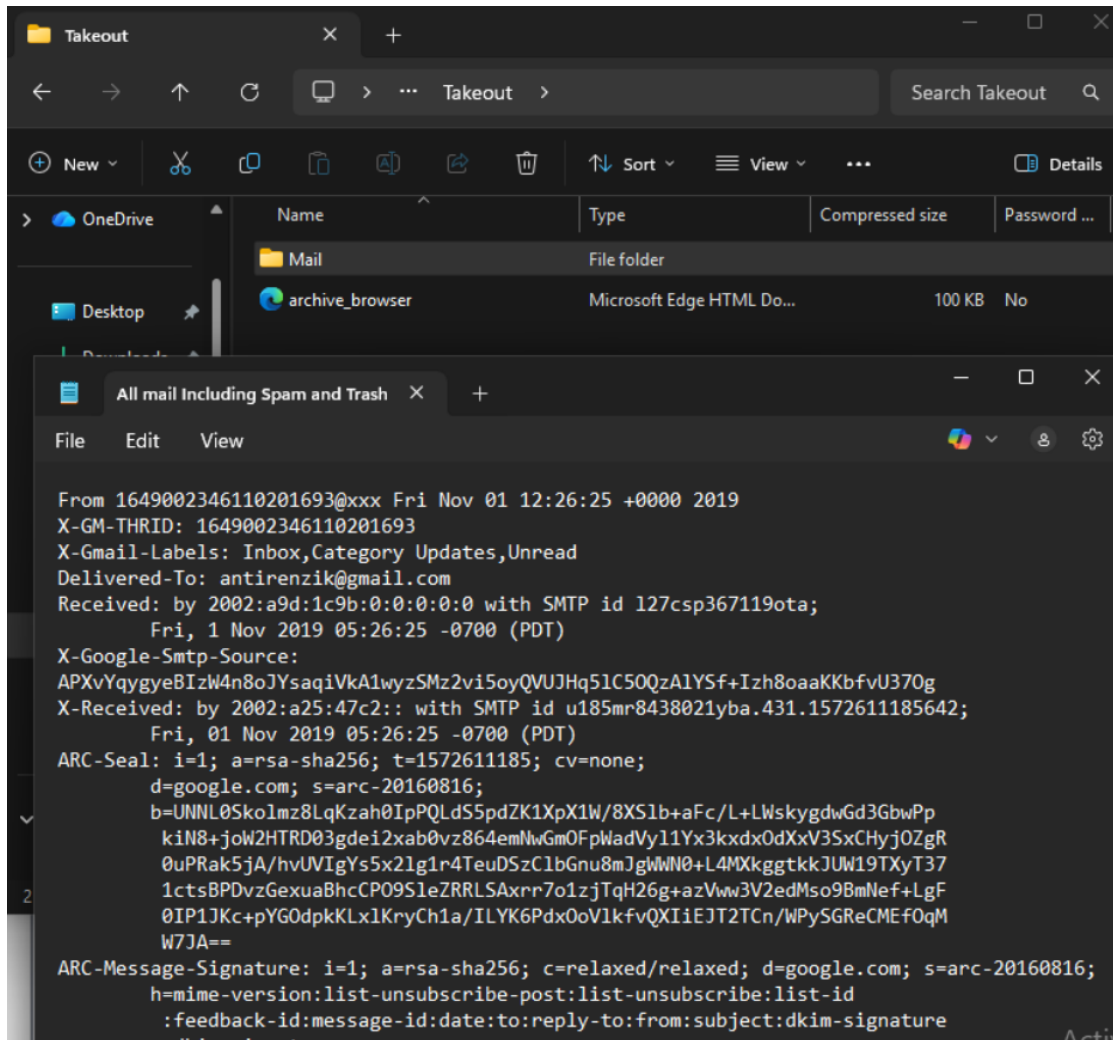 Takeout
Takeout
Search Takeout
New
Sort
View
Details
OneDrive
Name
Type
Compressed size
Password ...
Mail
File folder
Desktop
archive_browser
Microsoft Edge HTML Do...
100 KB
No
All mail Including Spam and Trash
File
Edit
View
From 1649002346110201693@xxx Fri Nov 01 12:26:25 +0000 2019
X-GM-THRID: 1649002346110201693
X-Gmail-Labels: Inbox,Category Updates,Unread
Delivered-To: antirenzik@gmail.com
Received: by 2002:a9d:1c9b:0:0:0:0:0 with SMTP id l27csp367119ota;
Fri, 1 Nov 2019 05:26:25 -0700 (PDT)
X-Google-Smtp-Source:
APXvYqygyeBIzW4n8oJYsaqiVkA1wyzSMz2vi5oyQVUJHq5lC5OQzAlYSf+Izh8oaaKKbfvU37Og
X-Received: by 2002:a25:47c2:: with SMTP id u185mr8438021yba.431.1572611185642;
Fri, 01 Nov 2019 05:26:25 -0700 (PDT)
ARC-Seal: i=1; a=rsa-sha256; t=1572611185; cv=none;
d=google.com; s=arc-20160816;
b=UNNL0Skolmz8LqKzah0IpPQLdS5pdZK1XpX1W/8XSlb+aFc/L+LWskygdwGd3GbwPp
kiN8+joW2HTRD03gdei2xab0vz864emNwGmOFpWadVyl1Yx3kxdxOdXxV3SxCHyjOZgR
0uPRak5jA/hvUVIgYs5x2lg1r4TeuDSzClbGnu8mJgWWN0+L4MXkggtkkJUW19TXyT37
1ctsBPDvzGexuaBhcCPO9SleZRRLSAxrr7o1zjTqH26g+azVww3V2edMso9BmNef+LgF
0IP1JKc+pYGOdpkKLxlKryCh1a/ILYK6PdxOoVlkfvQXIiEJT2TCn/WPySGReCMEfOqM
W7JA==
ARC-Message-Signature: i=1; a=rsa-sha256; c=relaxed/relaxed; d=google.com; s=arc-20160816;
h=mime-version:list-unsubscribe-post:list-unsubscribe:list-id
:feedback-id:message-id:date:to:reply-to:from:subject:dkim-signature